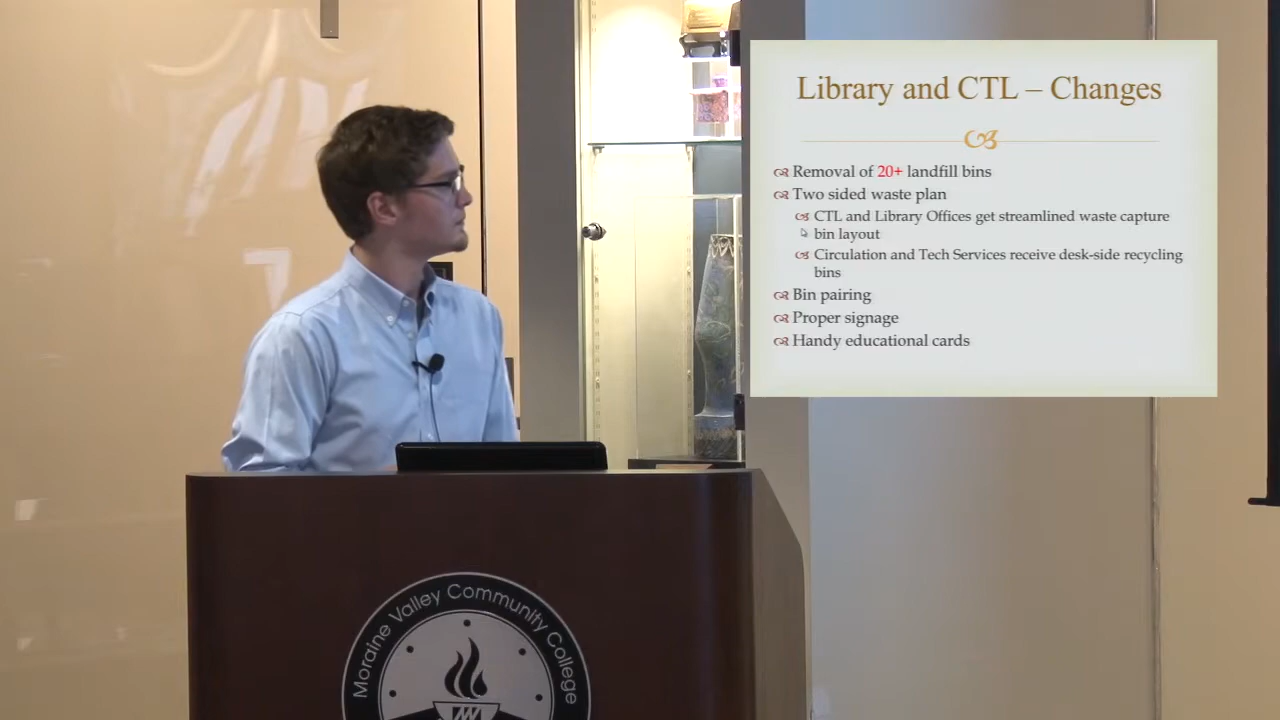 Library and CTL – Changes
Removal of 20+ landfill bins
Two sided waste plan
CTL and Library Offices get streamlined waste capture
bin layout
Circulation and Tech Services receive desk-side recycling
bins
Bin pairing
Proper signage
Handy educational cards
Moraine Valley Community College